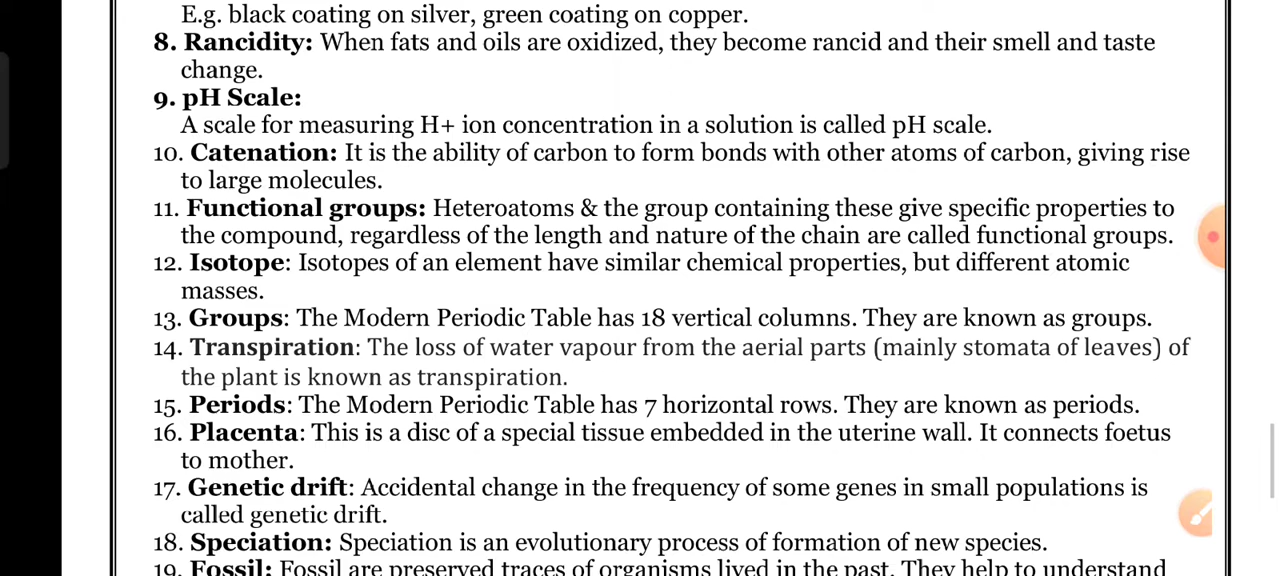 E.g. black coating on silver, green coating on copper.
8. Rancidity: When fats and oils are oxidized, they become rancid and their smell and taste
change.
9. pH Scale:
A scale for measuring H+ ion concentration in a solution is called pH scale.
10. Catenation: It is the ability of carbon to form bonds with other atoms of carbon, giving rise
to large molecules.
11. Functional groups: Heteroatoms & the group containing these give specific properties to
the compound, regardless of the length and nature of the chain are called functional groups.
12. Isotope: Isotopes of an element have similar chemical properties, but different atomic
masses.
13. Groups: The Modern Periodic Table has 18 vertical columns. They are known as groups.
14. Transpiration: The loss of water vapour from the aerial parts (mainly stomata of leaves) of
the plant is known as transpiration.
15. Periods: The Modern Periodic Table has 7 horizontal rows. They are known as periods.
16. Placenta: This is a disc of a special tissue embedded in the uterine wall. It connects foetus
to mother.
17. Genetic drift: Accidental change in the frequency of some genes in small populations is
called genetic drift.
18. Speciation: Speciation is an evolutionary process of formation of new species.
19. Fossil: Fossil are preserved traces of organisms lived in the past. They help to understand